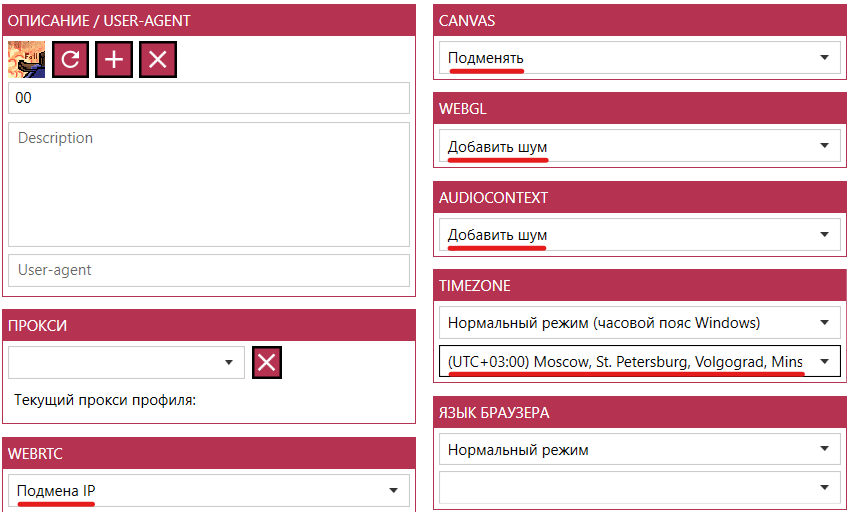 ОПИСАНИЕ / USER-AGENT
00
Description
User-agent
ПРОКСИ
Текущий прокси профиля:
WEBRTC
Подмена IP
CANVAS
Подменять
WEBGL
Добавить шум
AUDIOCONTEXT
Добавить шум
TIMEZONE
Нормальный режим (часовой пояс Windows)
(UTC+03:00) Moscow, St. Petersburg, Volgograd, Mins
ЯЗЫК БРАУЗЕРА
Нормальный режим